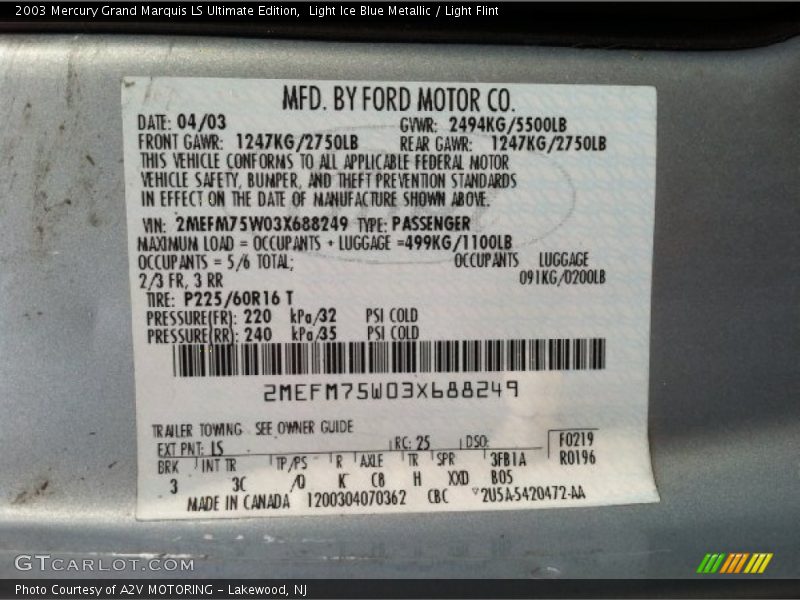 2003 Mercury Grand Marquis LS Ultimate Edition,  Light Ice Blue Metallic / Light Flint
MFD. BY FORD MOTOR CO.
DATE: 04/03 GVWR: 2494KG/5500LB
FRONT GAWR: 1247KG/2750LB REAR GAWR: 1247KG/2750LB
THIS VEHICLE CONFORMS TO ALL APPLICABLE FEDERAL MOTOR
VEHICLE SAFETY, BUMPER, AND THEFT PREVENTION STANDARDS
IN EFFECT ON THE DATE OF MANUFACTURE SHOWN ABOVE.
VIN: 2MEFM75W03X688249 TYPE: PASSENGER
MAXIMUM LOAD = OCCUPANTS + LUGGAGE =499KG/1100LB
OCCUPANTS = 5/6 TOTAL; OCCUPANTS LUGGAGE
2/3 FR, 3 RR 091KG/0200LB
TIRE: P225/60R16 T
PRESSURE(FR): 220 kPa/32 PSI COLD
PRESSURE(RR): 240 kPa/35 PSI COLD
2MEFM75W03X688249
TRAILER TOWING SEE OWNER GUIDE
EXT PNT: LS RC: 25 DSO: F0219
BRK INT TR TP/PS R AXLE TR SPR 3FB1A R0196
3 3C /Q K CB H XXD B05
MADE IN CANADA 1200304070362 CBC 2U5A-5420472-AA
GTCARLOT.COM
Photo Courtesy of A2V MOTORING – Lakewood, NJ